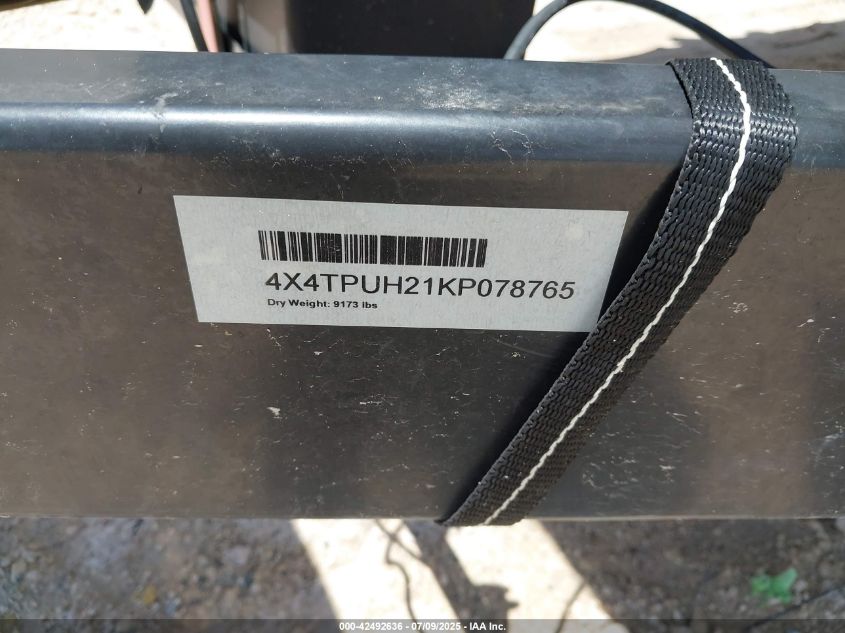 4X4TPUH21KP078765
Dry Weight: 9173 lbs
000-42492636 - 07/09/2025 - IAA Inc.